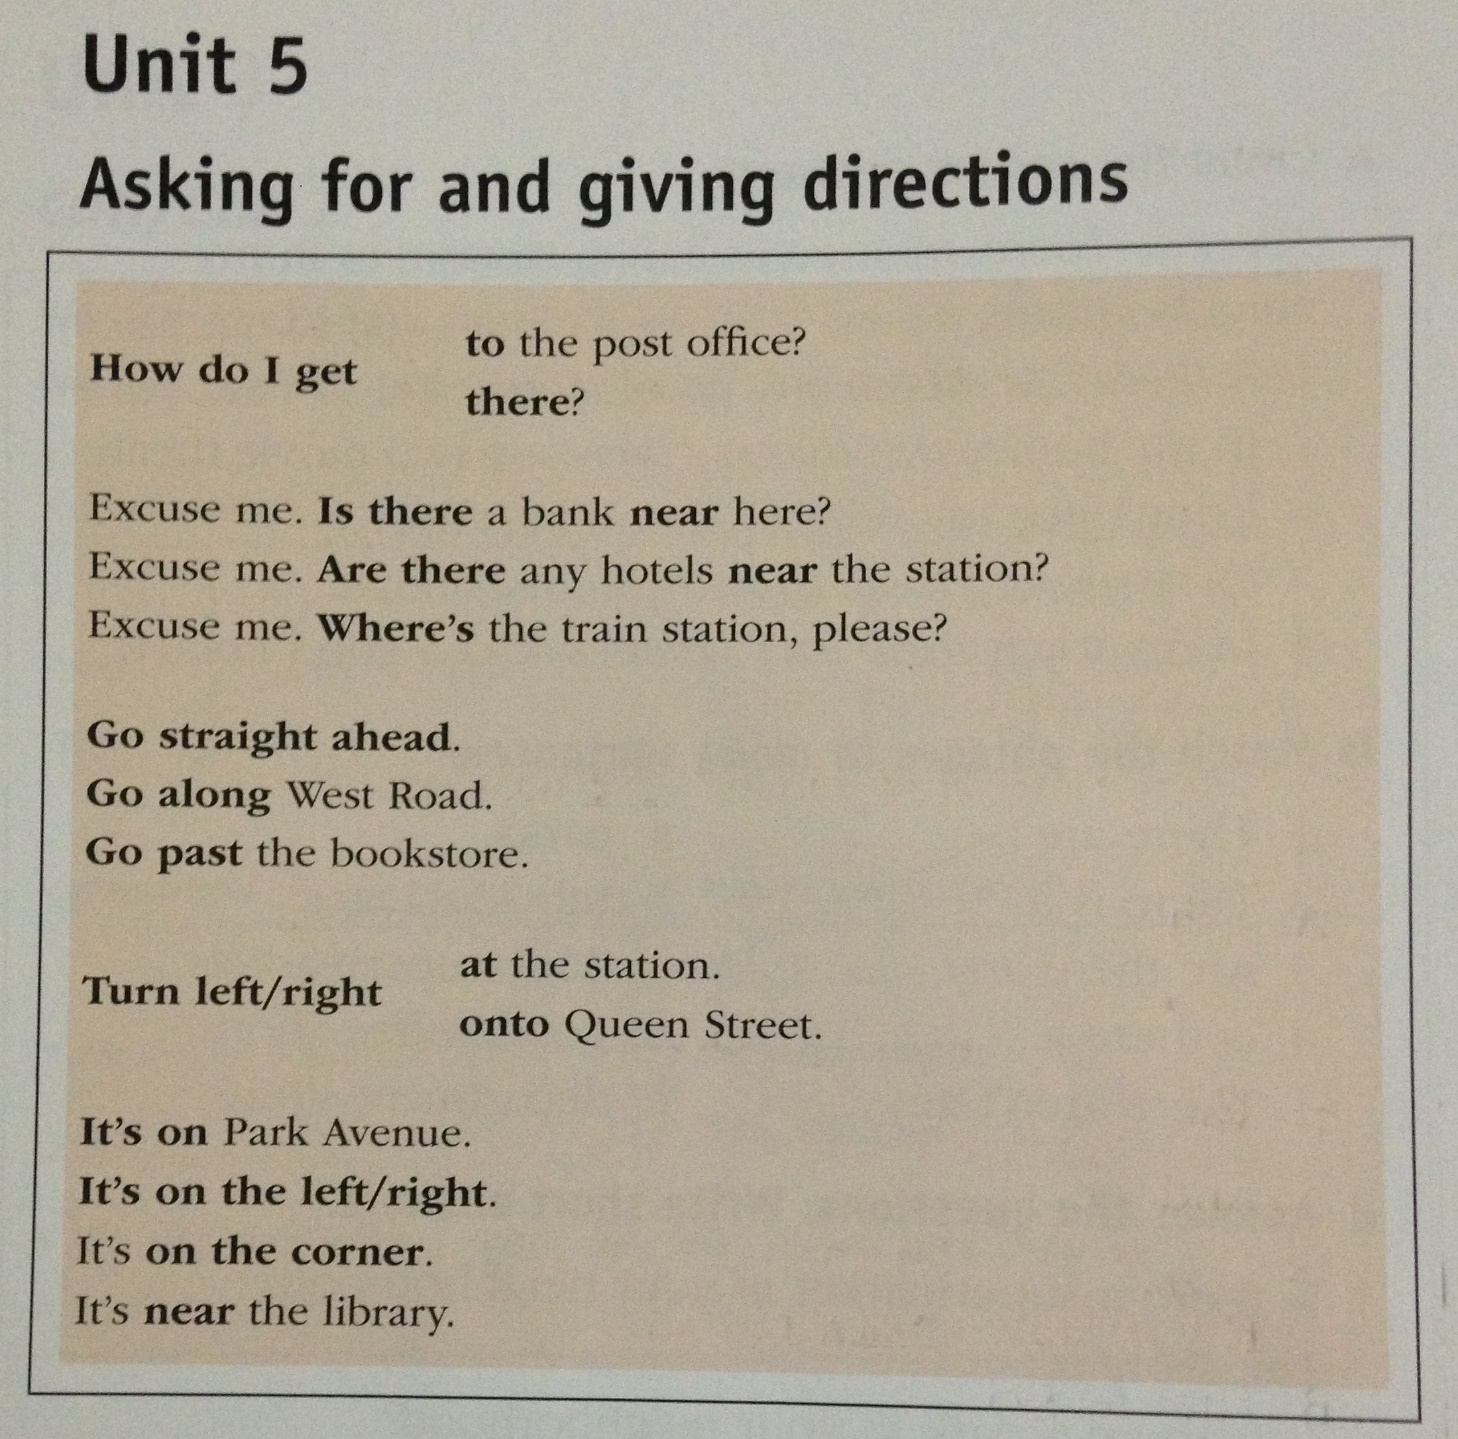 Unit 5
Asking for and giving directions
How do I get
to the post office?
there?
Excuse me. Is there a bank near here?
Excuse me. Are there any hotels near the station?
Excuse me. Where's the train station, please?
Go straight ahead.
Go along West Road.
Go past the bookstore.
Turn left/right
at the station.
onto Queen Street.
It's on Park Avenue.
It's on the left/right.
It's on the corner.
It's near the library.